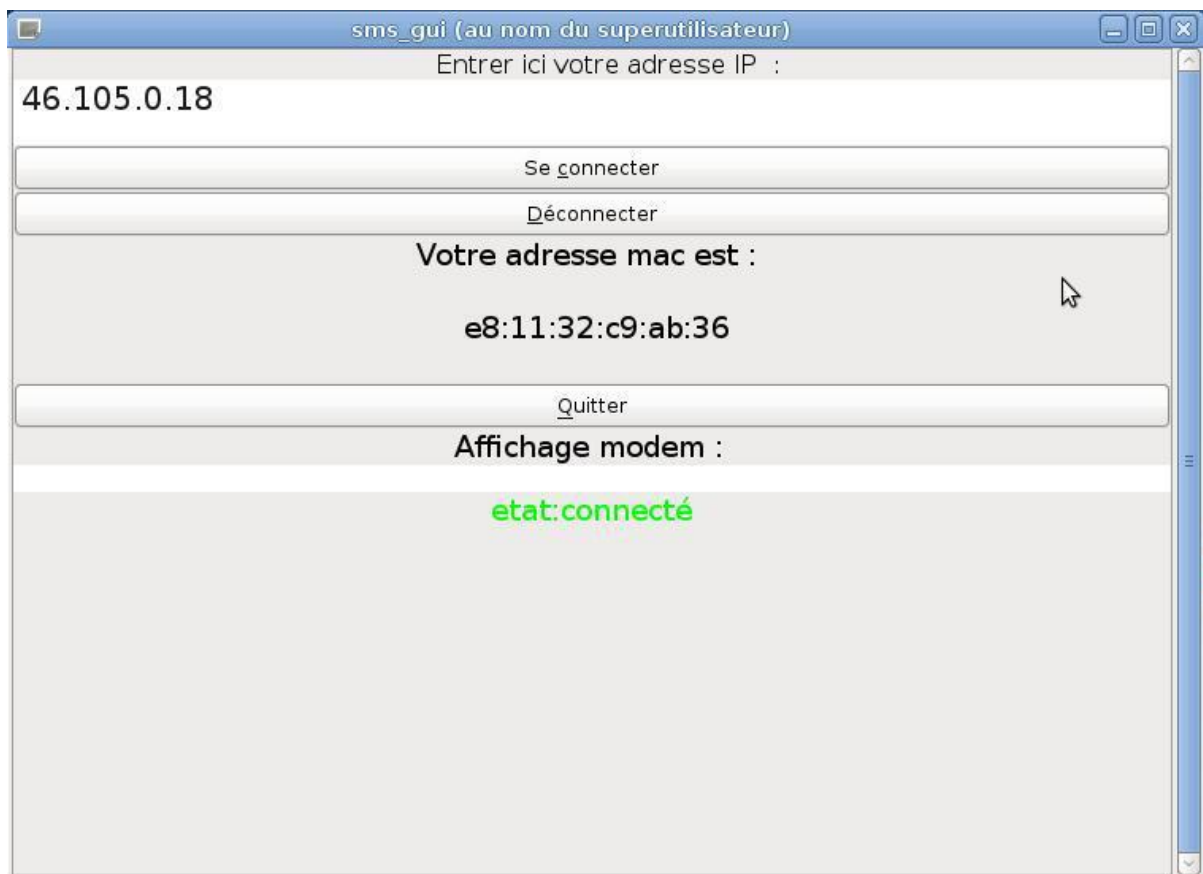 sms_gui (au nom du superutilisateur)
Entrer ici votre adresse IP  :
46.105.0.18
Se connecter
Déconnecter
Votre adresse mac est :
e8:11:32:c9:ab:36
Quitter
Affichage modem :
etat:connecté